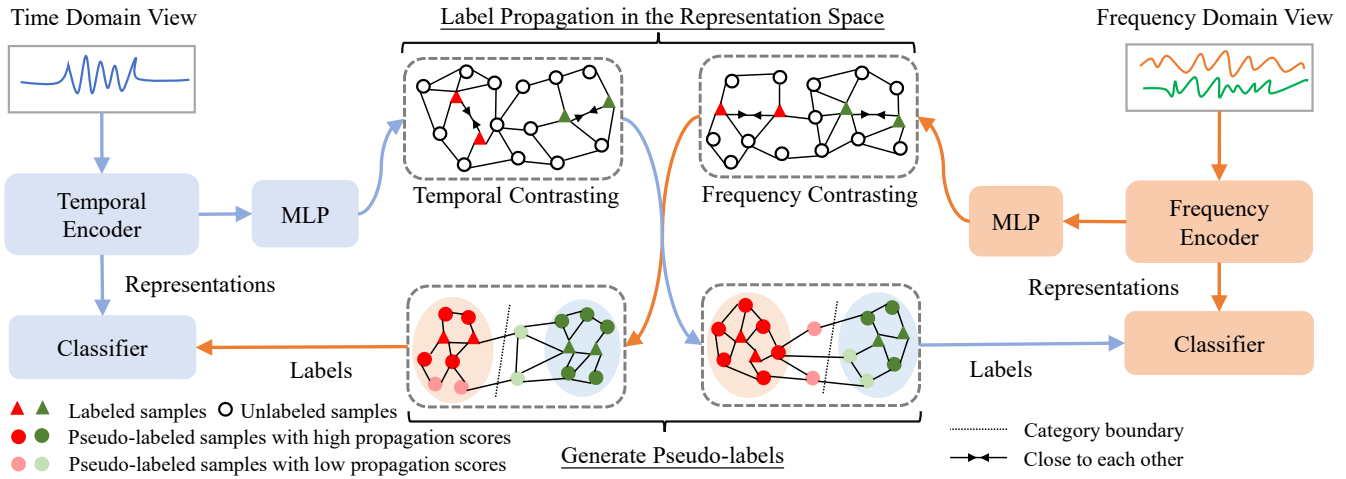 Time Domain View
Label Propagation in the Representation Space
Frequency Domain View
Temporal Contrasting
Frequency Contrasting
Temporal
Encoder
MLP
MLP
Frequency
Encoder
Representations
Representations
Classifier
Labels
Labels
Classifier
Labeled samples
Unlabeled samples
Pseudo-labeled samples with high propagation scores
Pseudo-labeled samples with low propagation scores
Generate Pseudo-labels
Category boundary
Close to each other